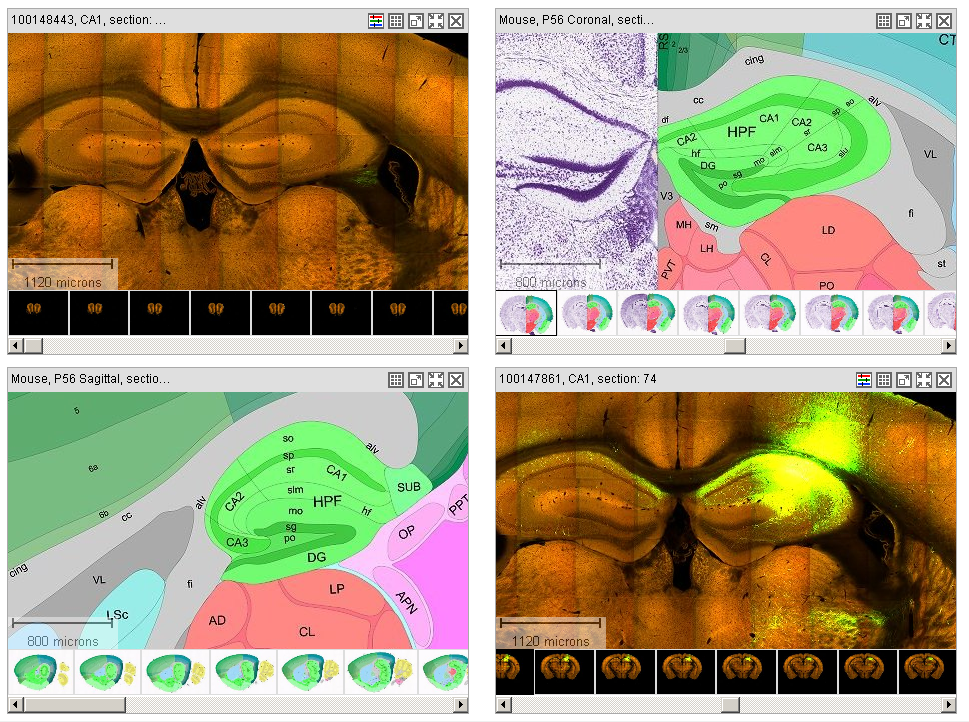 100148443, CA1, section: ...
1120 microns
Mouse, P56 Coronal, secti...
RS
2
2/3
CT
cing
cc
alv
df
CA2
CA1
CA2
sp
so
HPF
sr
CA3
slm
slu
hf
DG
mo
sg
po
VL
V3
MH
sm
LH
LD
fi
CL
PVT
PO
st
800 microns
Mouse, P56 Sagittal, sectio...
5
so
alv
6a
sp
sr
CA1
slm
SUB
CA2
HPF
6b
cc
alv
mo
hf
PPT
sg
po
OP
CA3
DG
cing
VL
fi
LSc
LP
APN
AD
CL
800 microns
100147861, CA1, section: 74
1120 microns